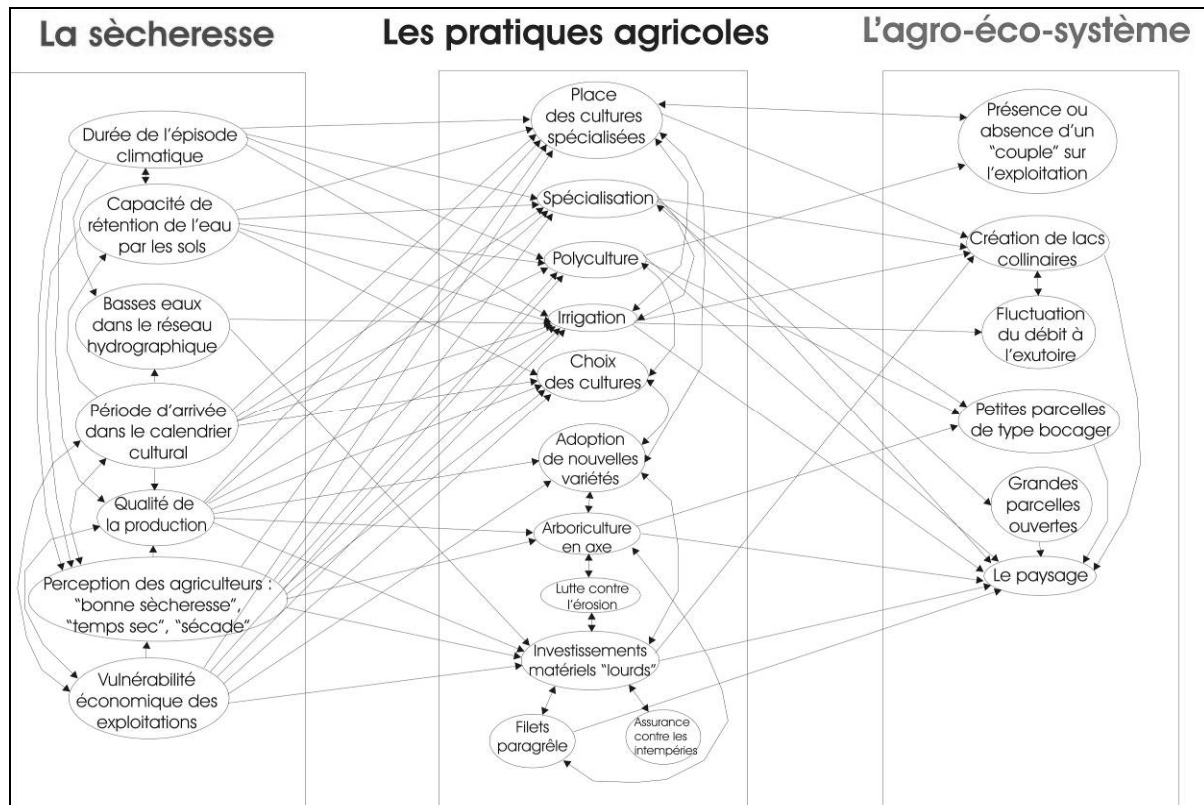 La sècheresse
Les pratiques agricoles
L'agro-éco-système
Durée de l'épisode
climatique
Capacité de
rétention de l'eau
par les sols
Basses eaux
dans le réseau
hydrographique
Période d'arrivée
dans le calendrier
cultural
Qualité de
la production
Perception des agriculteurs :
"bonne sècheresse",
"temps sec", "sécade"
Vulnérabilité
économique des
exploitations
Place
des cultures
spécialisées
Spécialisation
Polyculture
Irrigation
Choix
des cultures
Adoption
de nouvelles
variétés
Arboriculture
en axe
Lutte contre
l'érosion
Investissements
matériels "lourds"
Filets
paragrêle
Assurance
contre les
intempéries
Présence ou
absence d'un
"couple" sur
l'exploitation
Création de lacs
collinaires
Fluctuation
du débit à
l'exutoire
Petites parcelles
de type bocager
Grandes
parcelles
ouvertes
Le paysage